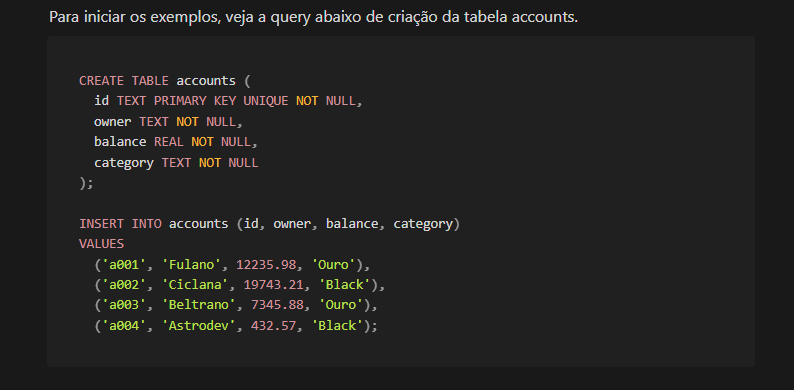 Para iniciar os exemplos, veja a query abaixo de criação da tabela accounts.
CREATE TABLE accounts (
  id TEXT PRIMARY KEY UNIQUE NOT NULL,
  owner TEXT NOT NULL,
  balance REAL NOT NULL,
  category TEXT NOT NULL
);
INSERT INTO accounts (id, owner, balance, category)
VALUES
  ('a001', 'Fulano', 12235.98, 'Ouro'),
  ('a002', 'Ciclana', 19743.21, 'Black'),
  ('a003', 'Beltrano', 7345.88, 'Ouro'),
  ('a004', 'Astrodev', 432.57, 'Black');